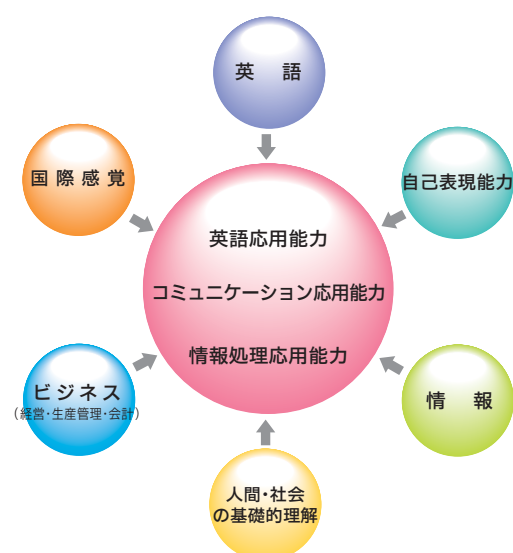 英語
国際感覚
自己表現能力
英語応用能力
コミュニケーション応用能力
情報処理応用能力
ビジネス
(経営・生産管理・会計)
情報
人間・社会
の基礎的理解